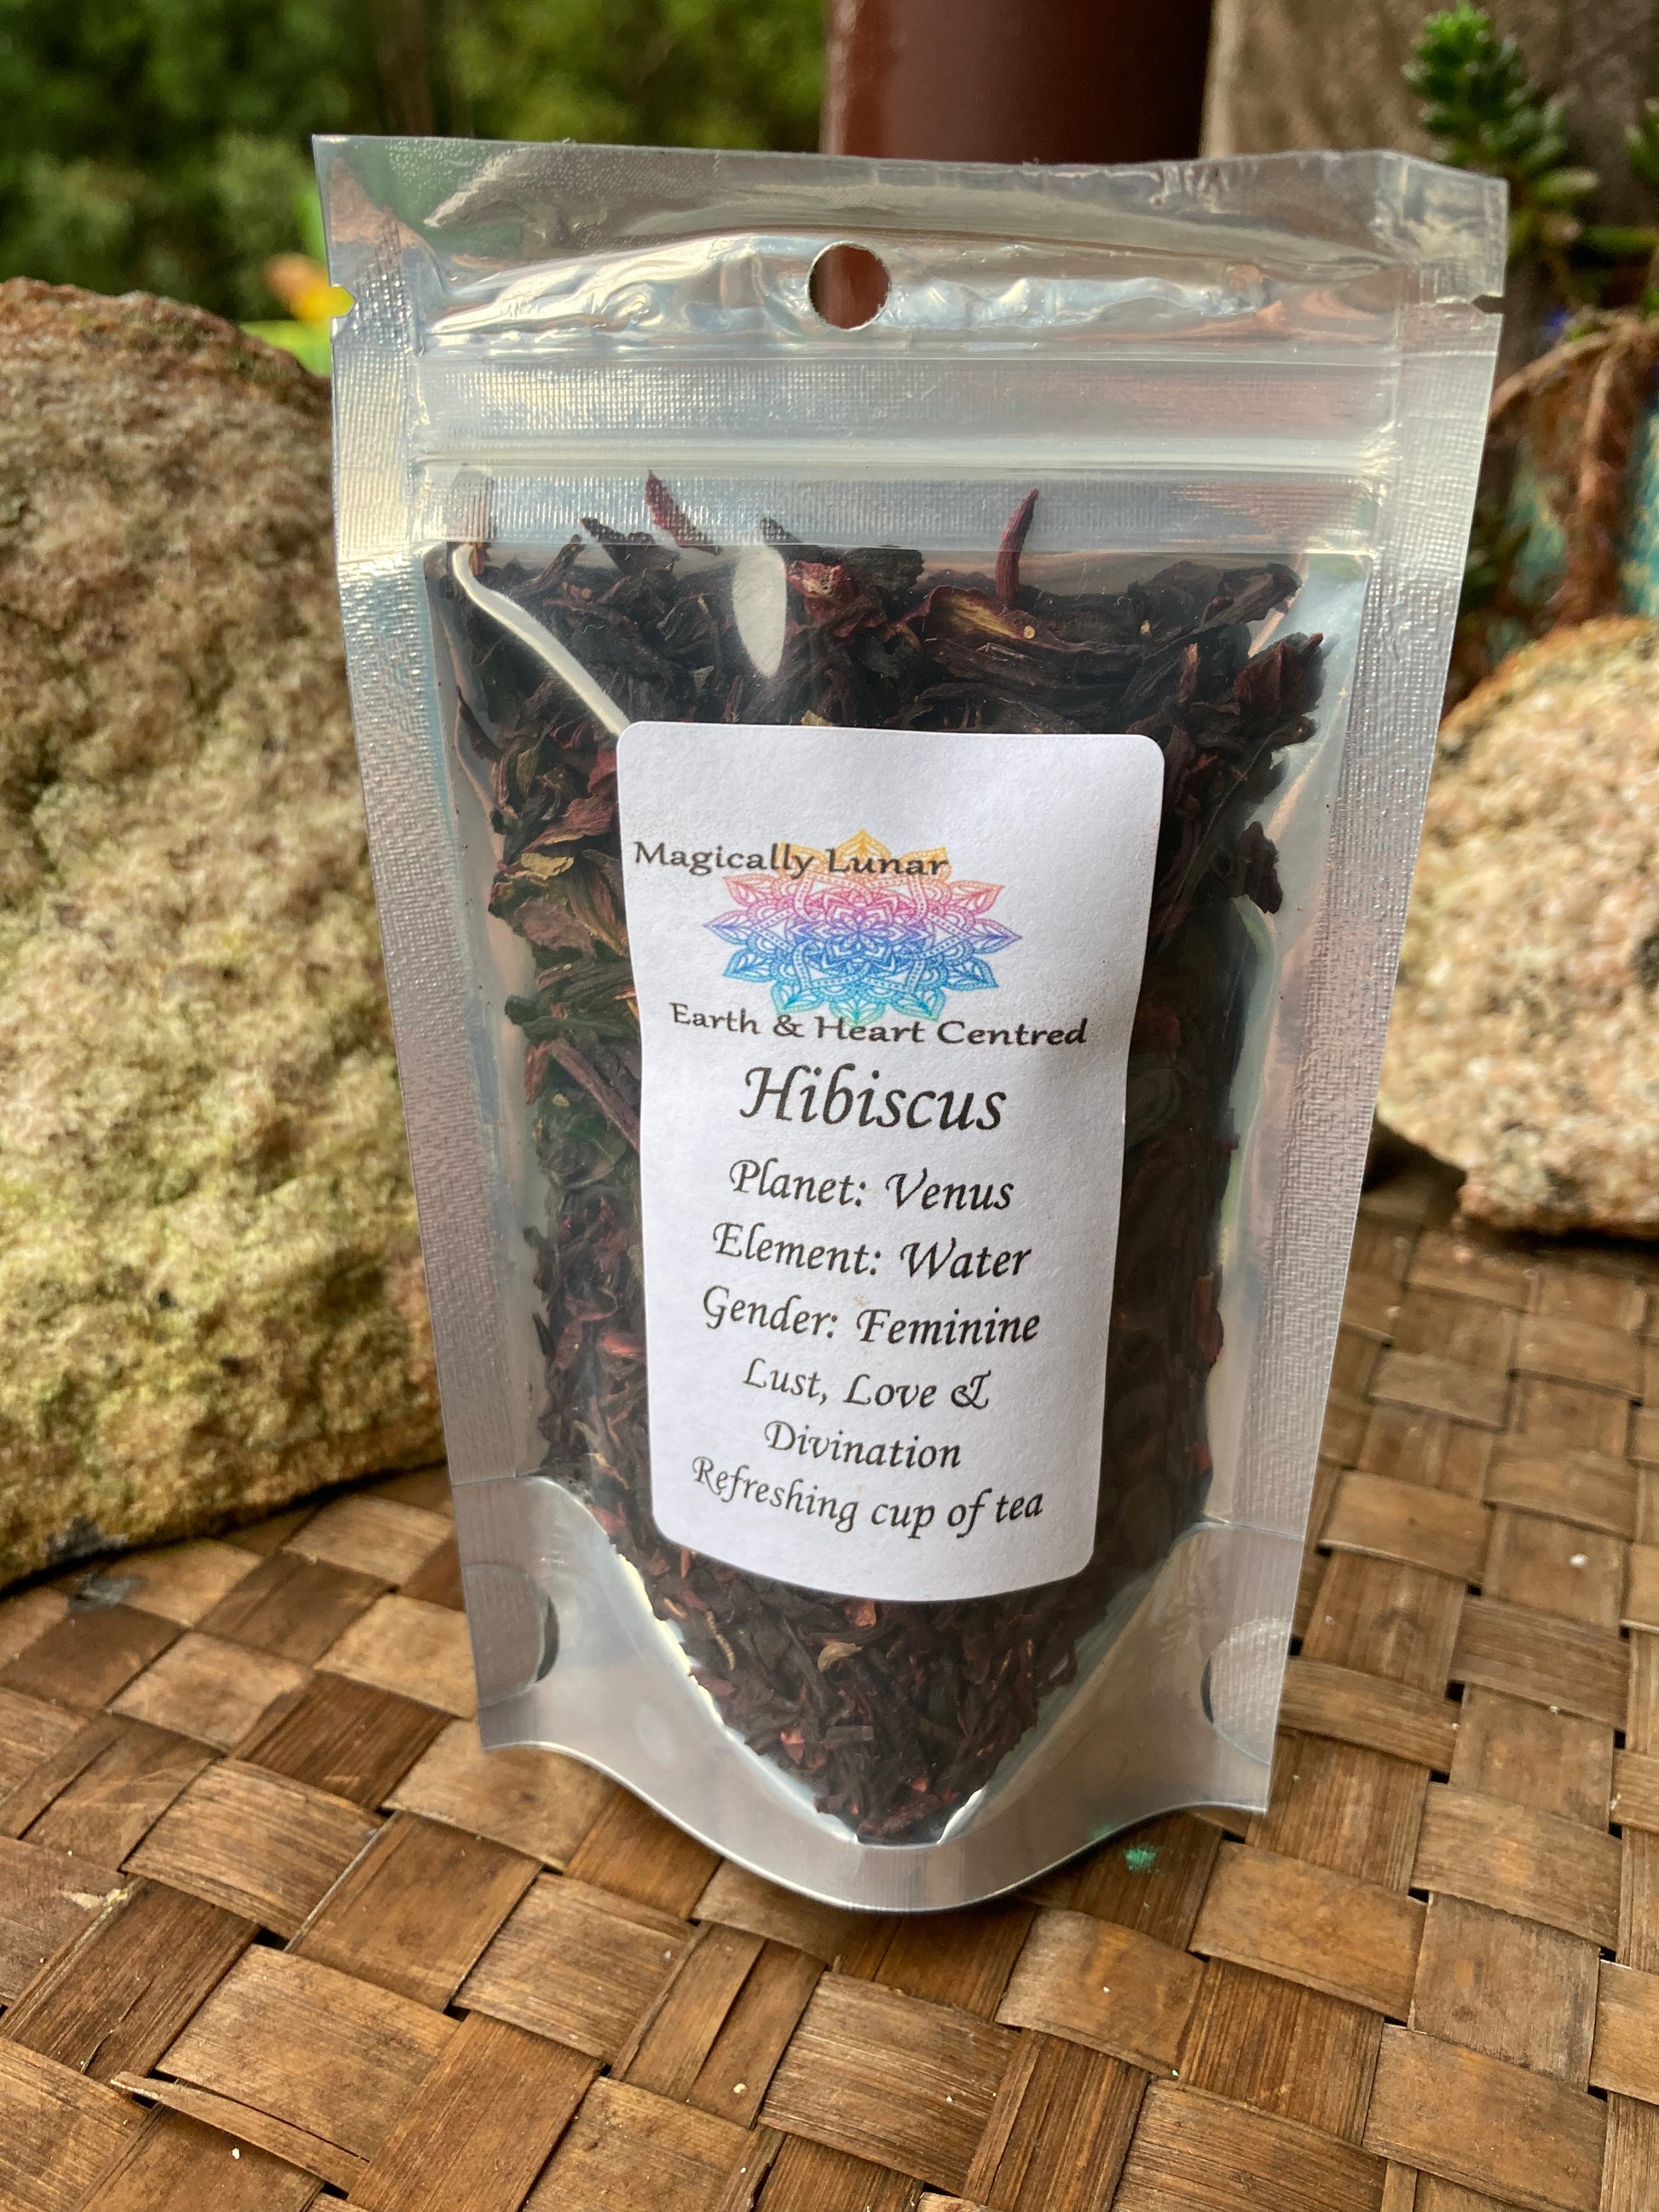 Magically Lunar
Earth & Heart Centred
Hibiscus
Planet: Venus
Element: Water
Gender: Feminine
Lust, Love &
Divination
Refreshing cup of tea